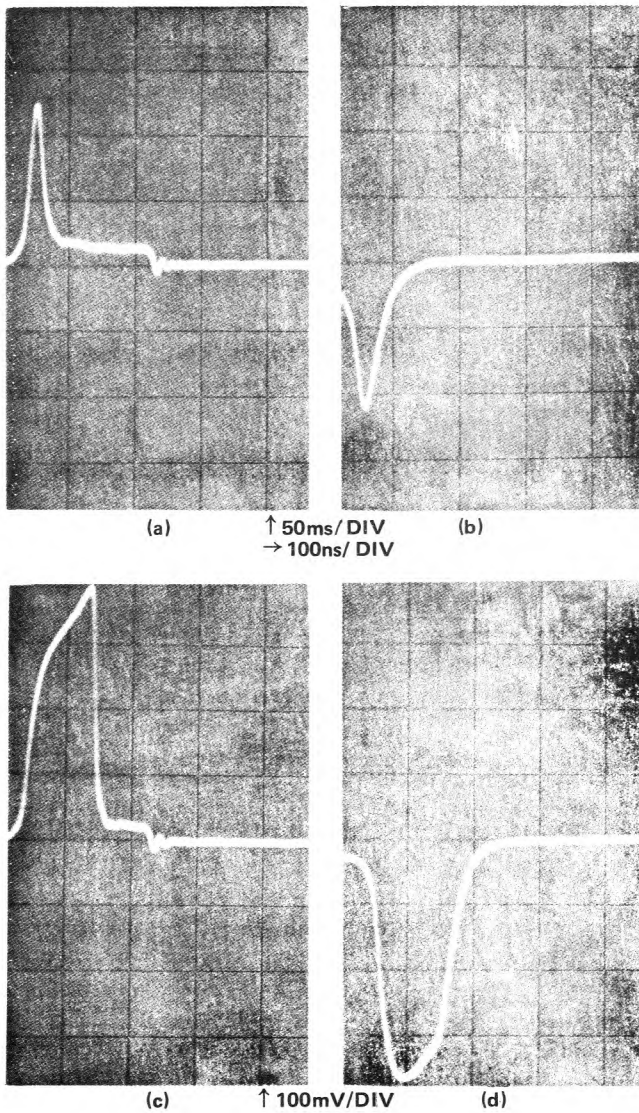 (a) ↑ 50ms/ DIV (b)
→ 100ns/ DIV
(c) ↑ 100mV/DIV (d)